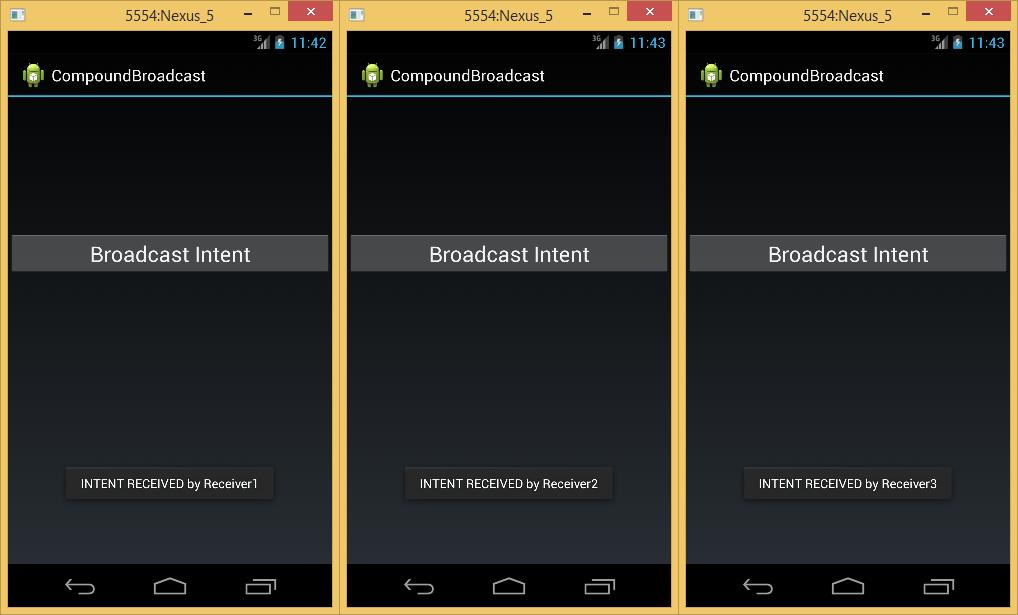 5554:Nexus_5
3G 11:42
CompoundBroadcast
Broadcast Intent
INTENT RECEIVED by Receiver1
5554:Nexus_5
3G 11:43
CompoundBroadcast
Broadcast Intent
INTENT RECEIVED by Receiver2
5554:Nexus_5
3G 11:43
CompoundBroadcast
Broadcast Intent
INTENT RECEIVED by Receiver3